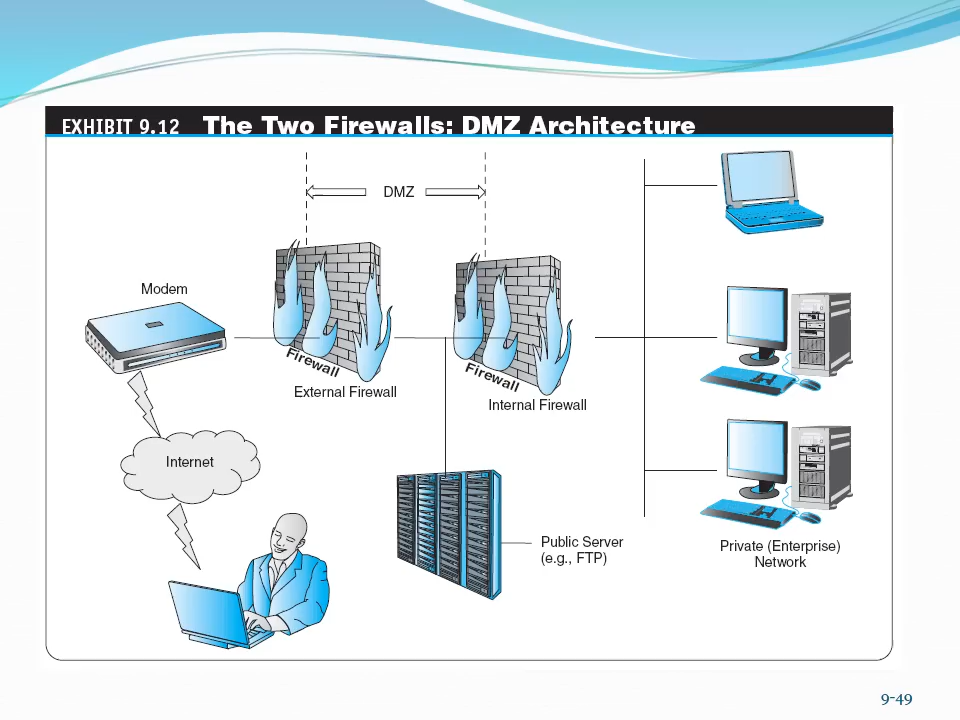 EXHIBIT 9.12 The Two Firewalls: DMZ Architecture
DMZ
Modem
Firewall
External Firewall
Firewall
Internal Firewall
Internet
Public Server
(e.g., FTP)
Private (Enterprise)
Network
9-49